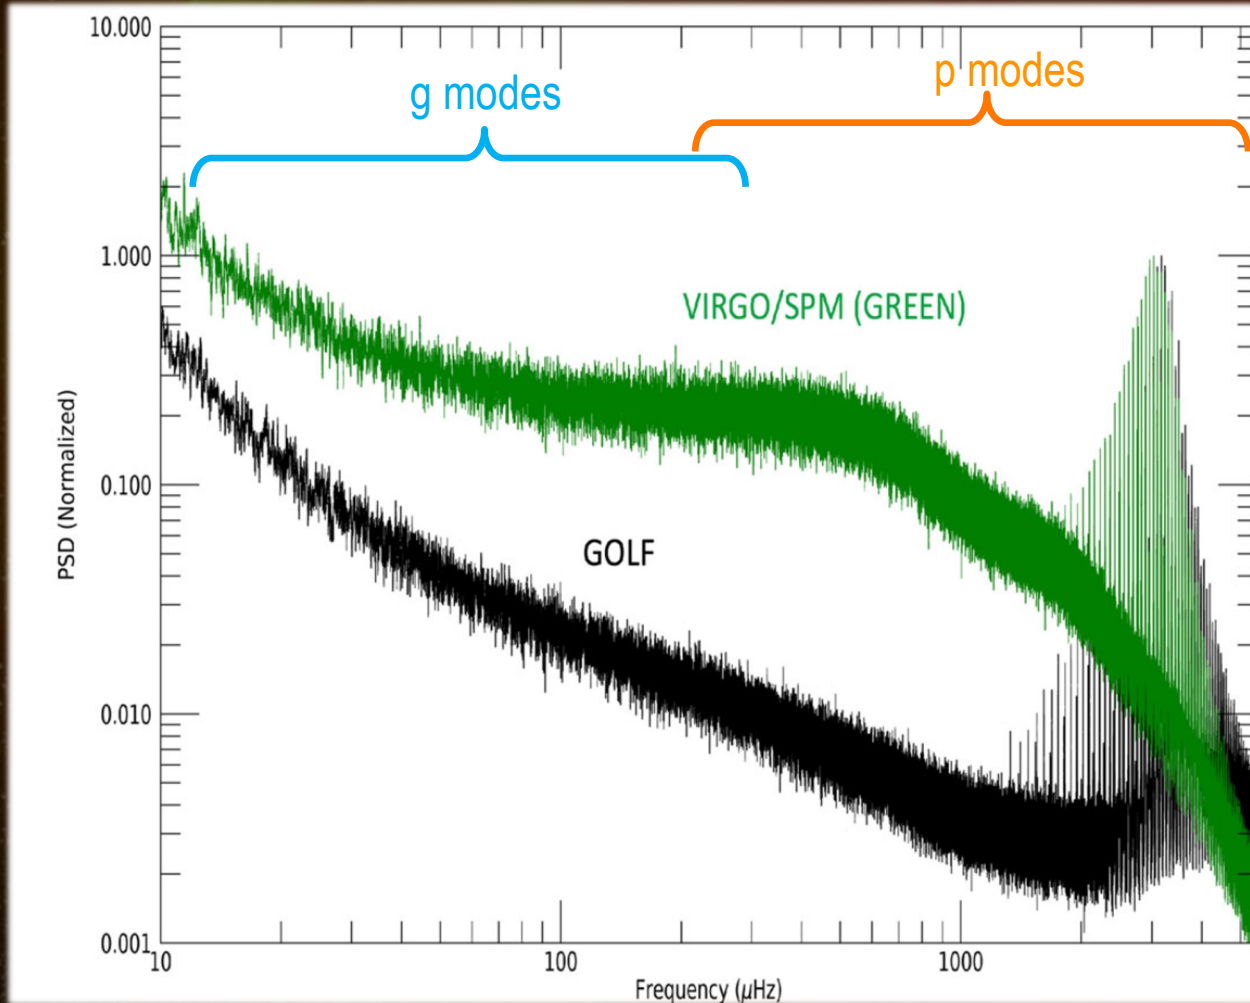 10.000
g modes
p modes
1.000
VIRGO/SPM (GREEN)
PSD (Normalized)
0.100
GOLF
0.010
0.001
10
100
1000
Frequency (μHz)